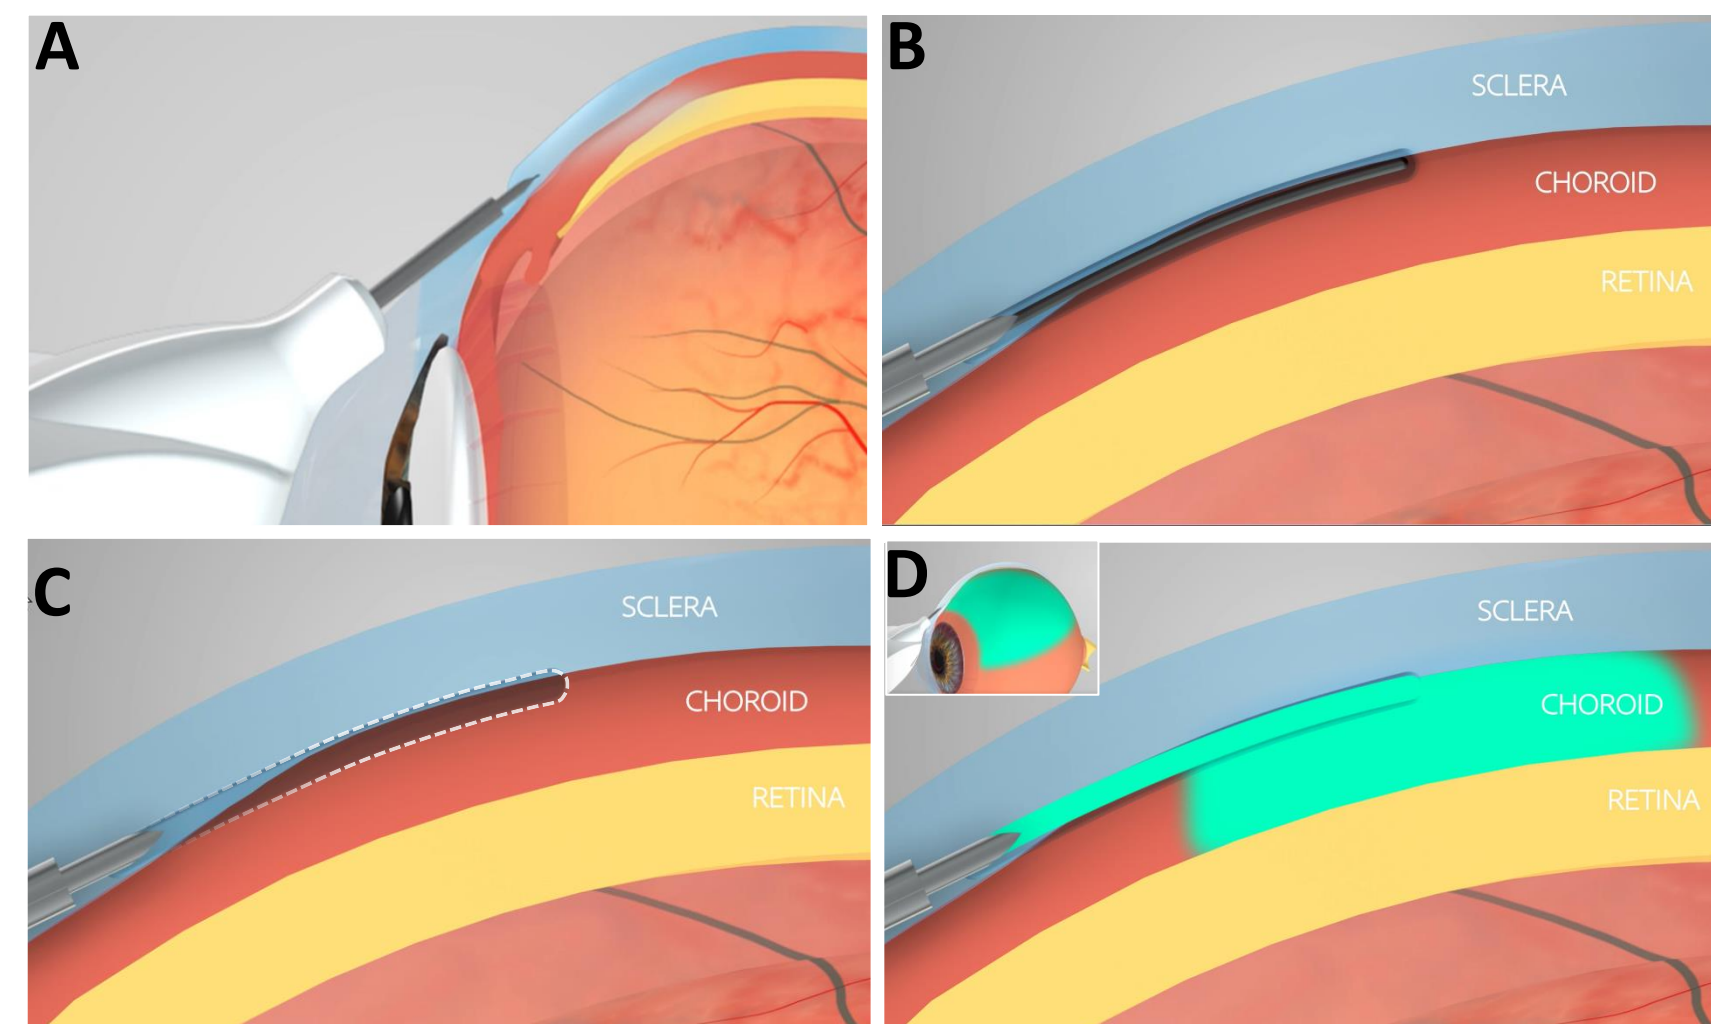 A
B
SCLERA
CHOROID
RETINA
C
SCLERA
CHOROID
RETINA
D
SCLERA
CHOROID
RETINA